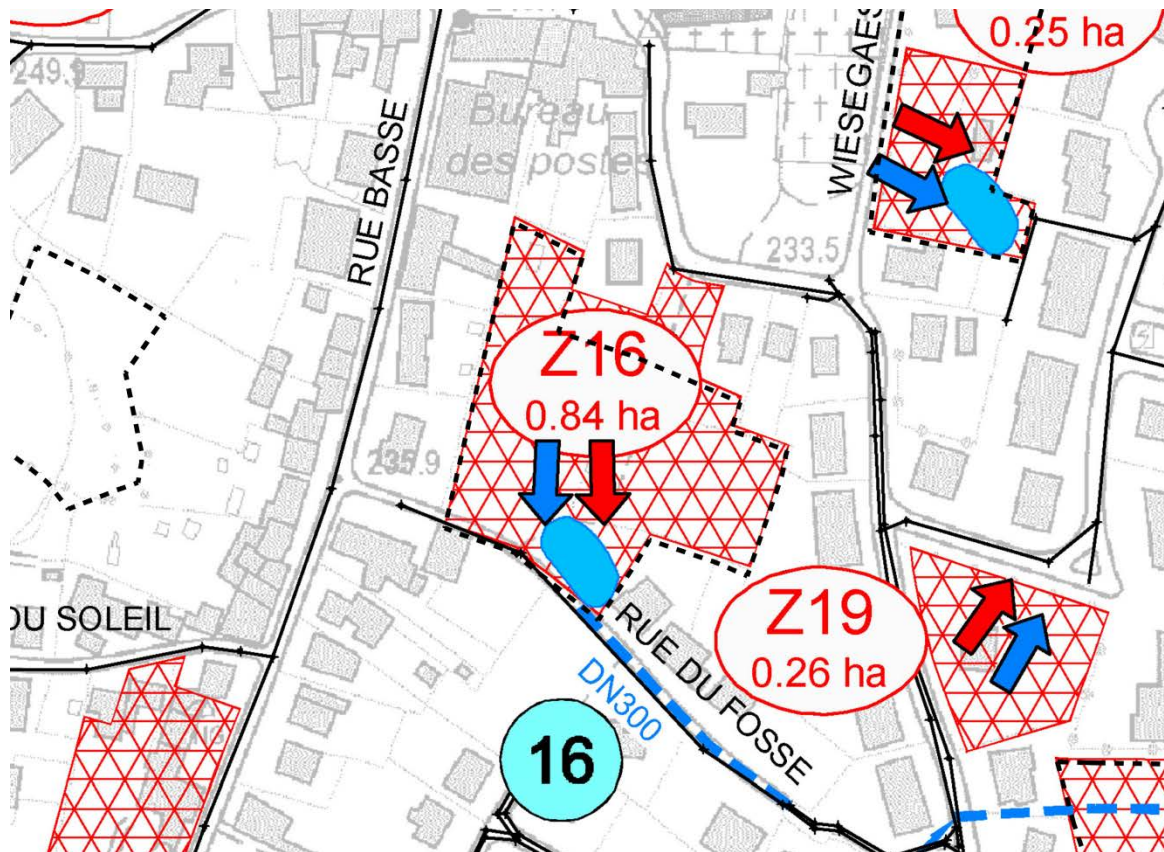 0.25 ha
249.9
Bureau
des postes
RUE BASSE
WIESEGAES
233.5
Z16
0.84 ha
235.9
DU SOLEIL
RUE DU FOSSE
DN300
Z19
0.26 ha
16